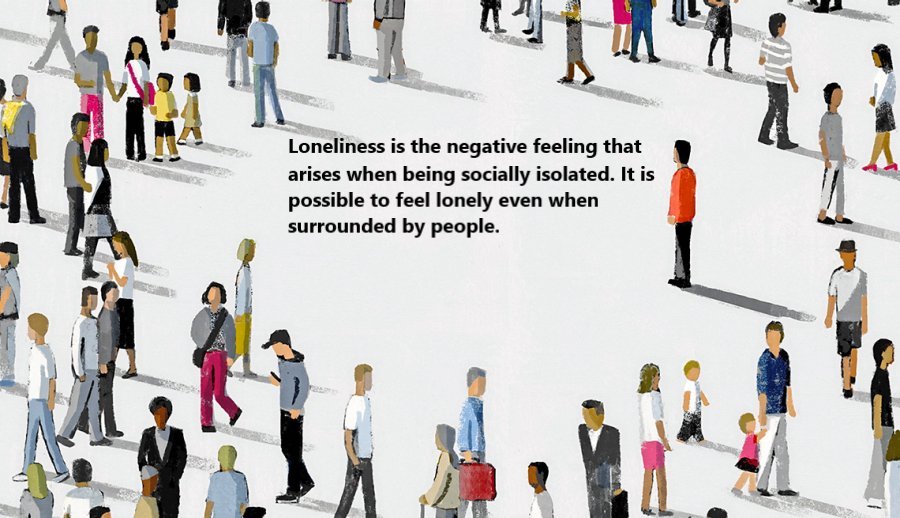 Loneliness is the negative feeling that
arises when being socially isolated. It is
possible to feel lonely even when
surrounded by people.